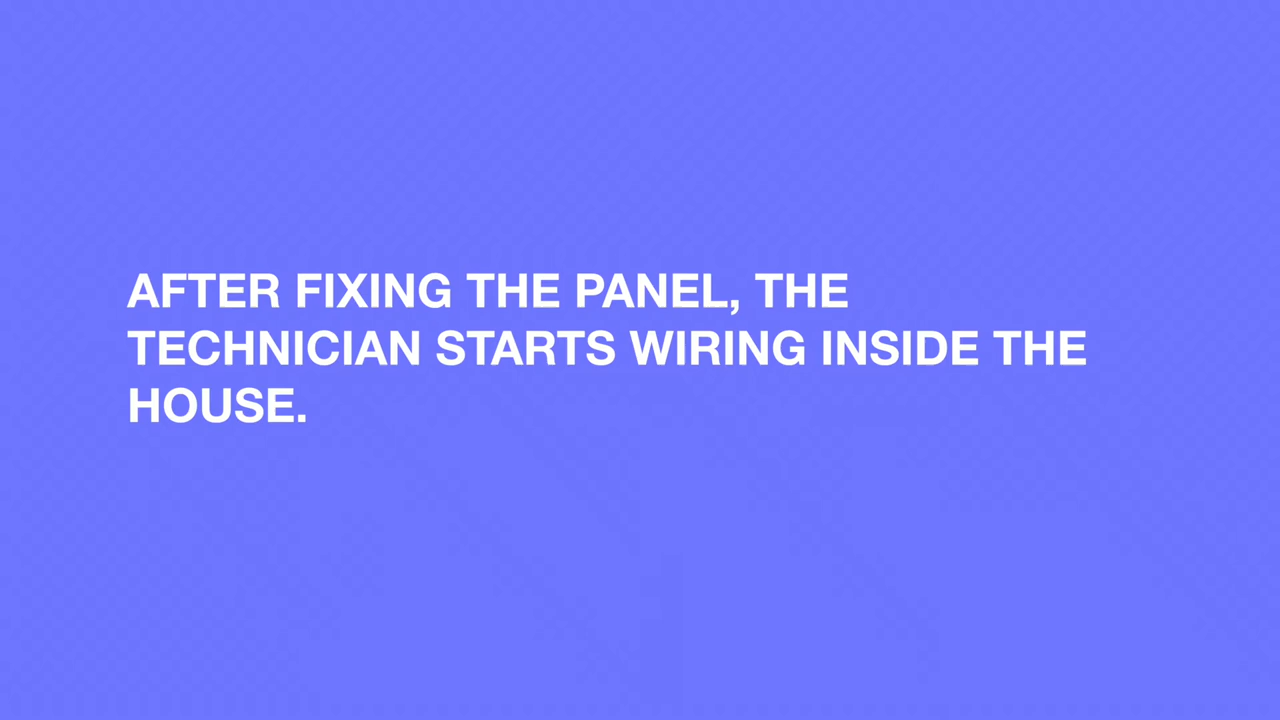 AFTER FIXING THE PANEL, THE
TECHNICIAN STARTS WIRING INSIDE THE
HOUSE.